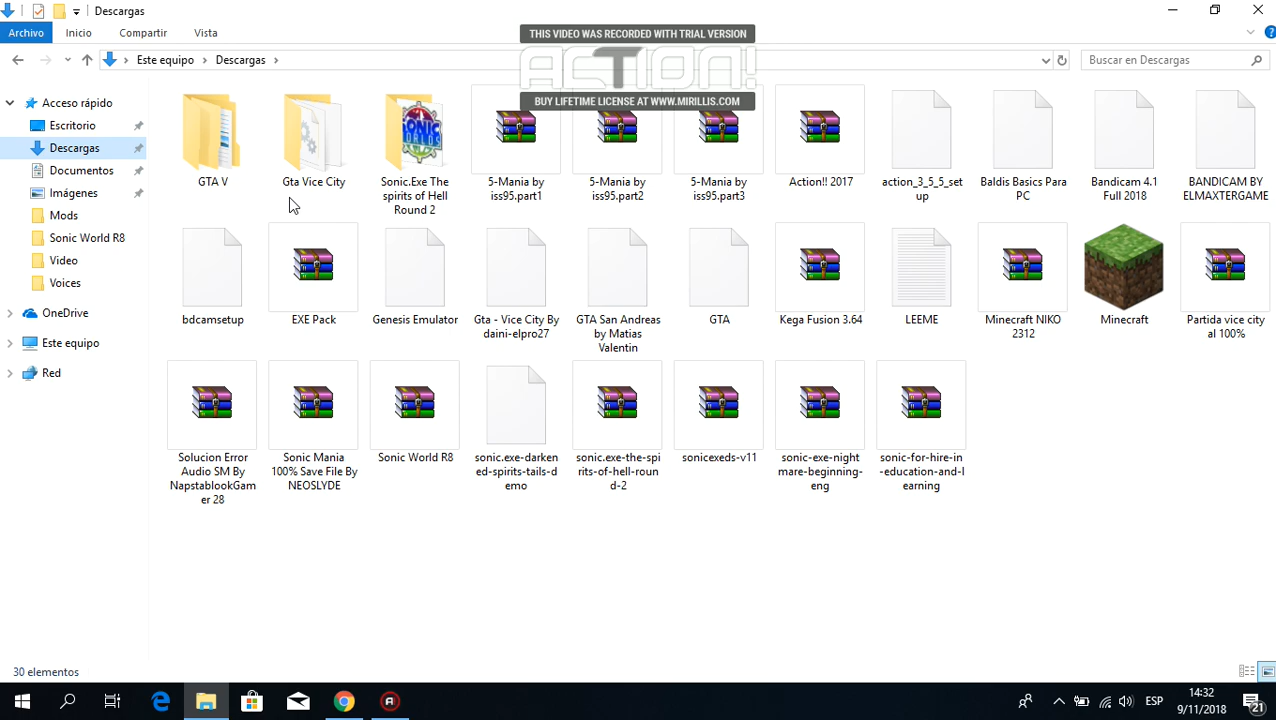 Descargas
THIS VIDEO WAS RECORDED WITH TRIAL VERSION
ACTION!
BUY LIFETIME LICENSE AT WWW.MIRILLIS.COM
Archivo Inicio Compartir Vista
Este equipo > Descargas >
Buscar en Descargas
Acceso rápido
Escritorio
Descargas
Documentos
Imágenes
Mods
Sonic World R8
Video
Voices
OneDrive
Este equipo
Red
GTA V
Gta Vice City
Sonic.Exe The
spirits of Hell
Round 2
5-Mania by
iss95.part1
5-Mania by
iss95.part2
5-Mania by
iss95.part3
Action!! 2017
action_3_5_5_set
up
Baldis Basics Para
PC
Bandicam 4.1
Full 2018
BANDICAM BY
ELMAXTERGAME
bdcamsetup
EXE Pack
Genesis Emulator
Gta - Vice City By
daini-elpro27
GTA San Andreas
by Matias
Valentin
GTA
Kega Fusion 3.64
LEEME
Minecraft NIKO
2312
Minecraft
Partida vice city
al 100%
Solucion Error
Audio SM By
NapstablookGam
er 28
Sonic Mania
100% Save File By
NEOSLYDE
Sonic World R8
sonic.exe-darken
ed-spirits-tails-d
emo
sonic.exe-the-spi
rits-of-hell-roun
d-2
sonicexeds-v11
sonic-exe-night
mare-beginning-
eng
sonic-for-hire-in
-education-and-l
earning
30 elementos
ESP
14:32
9/11/2018
21